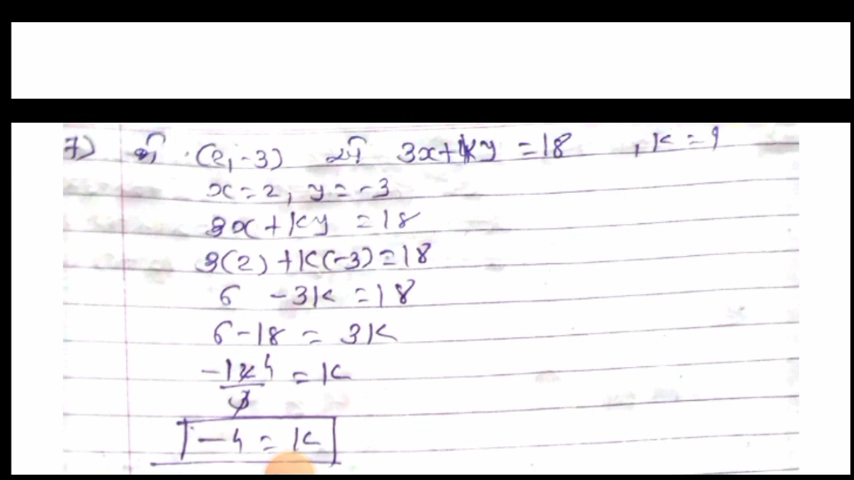 7) (2, -3) 3x + ky = 18 , k = ?
x = 2, y = -3
3x + ky = 18
3(2) + k(-3) = 18
6 - 3k = 18
6 - 18 = 3k
-12 4 / 3 = k
-4 = k